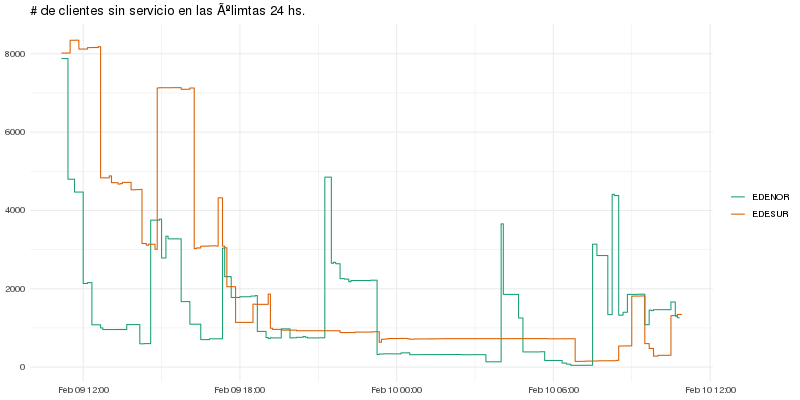 # de clientes sin servicio en las Ãºlimtas 24 hs.
8000
6000
4000
2000
0
Feb 09 12:00
Feb 09 18:00
Feb 10 00:00
Feb 10 06:00
Feb 10 12:00
EDENOR
EDESUR